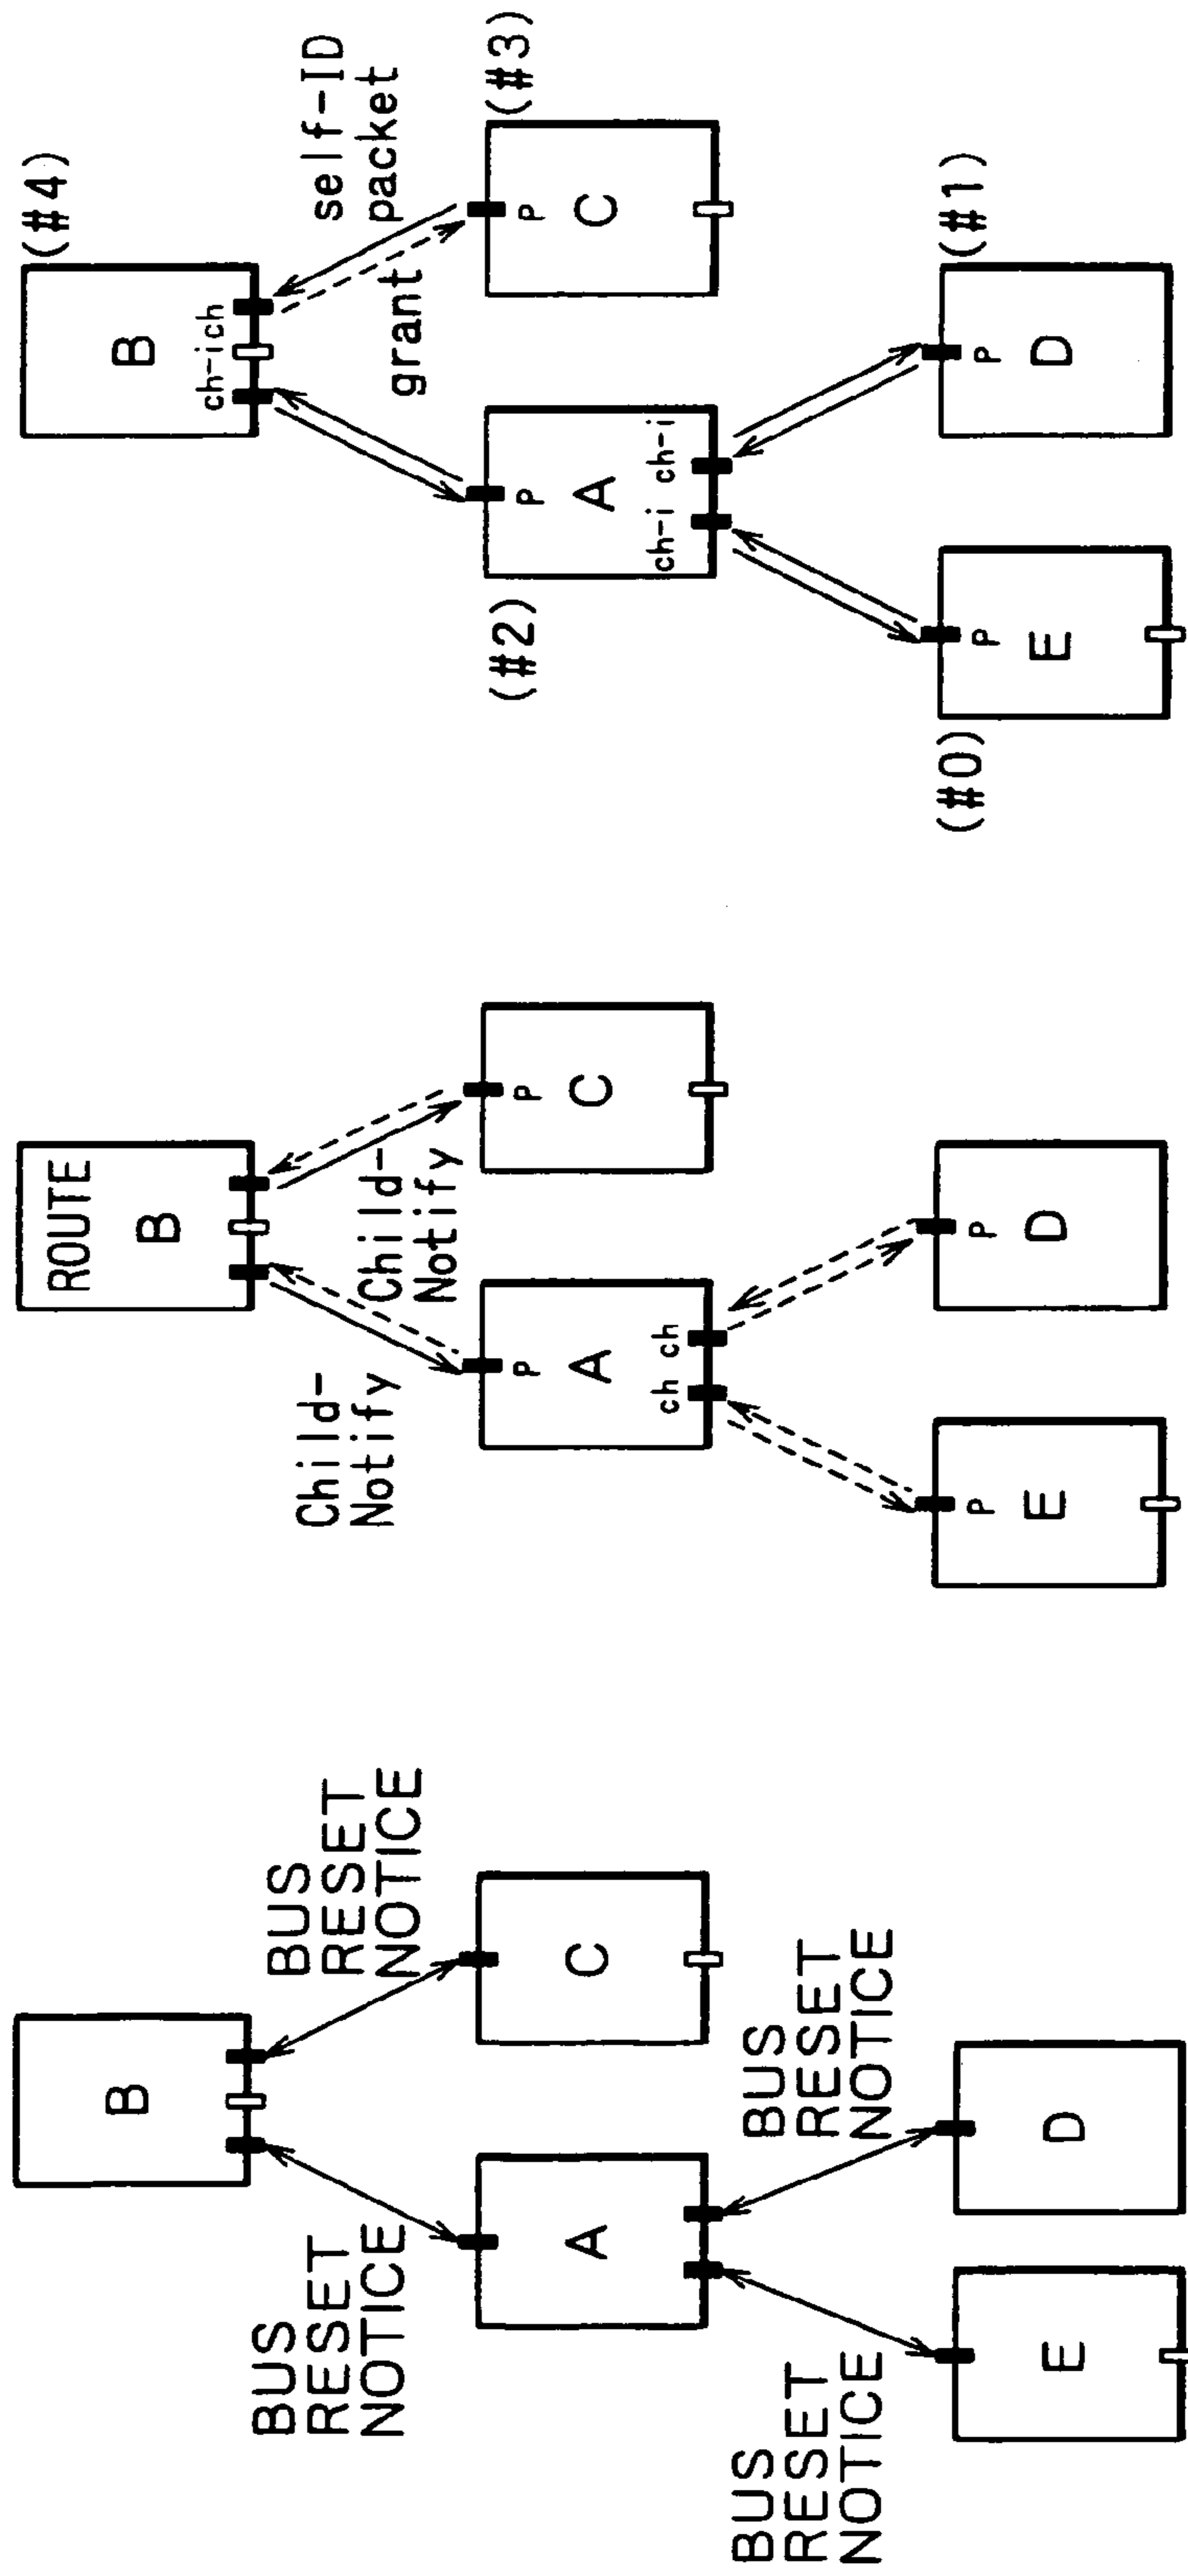 B
BUS
RESET
NOTICE
BUS
RESET
NOTICE
A
C
BUS
RESET
NOTICE
BUS
RESET
NOTICE
E
D
ROUTE
B
Child-
Notify
Child-
Notify
P
A
ch ch
P
C
P
E
P
D
(#4)
B
ch-i ch
self-ID
packet
grant
(#2)
P
A
ch-i ch-i
(#3)
P
C
(#0)
P
E
(#1)
P
D